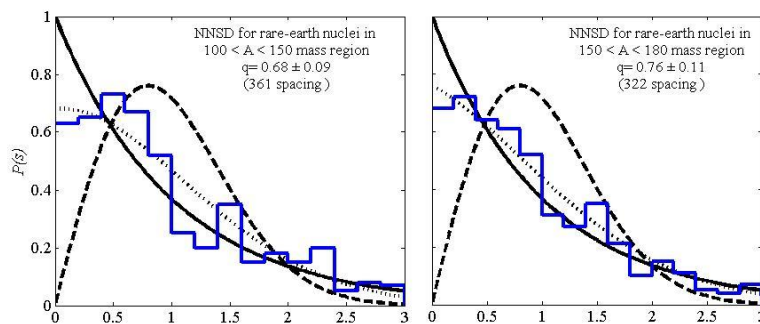 NNSD for rare-earth nuclei in
100 < A < 150 mass region
q= 0.68 ± 0.09
(361 spacing )
NNSD for rare-earth nuclei in
150 < A < 180 mass region
q= 0.76 ± 0.11
(322 spacing )
P(s)
1
0.8
0.6
0.4
0.2
0
0 0.5 1 1.5 2 2.5 3
0 0.5 1 1.5 2 2.5 3